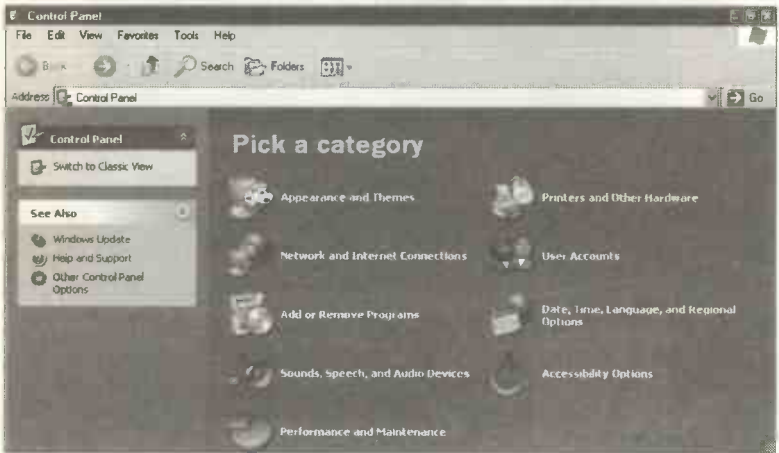 Control Panel
File Edit View Favorites Tools Help
Back Search Folders
Address Control Panel Go
Control Panel
Switch to Classic View
See Also
Windows Update
Help and Support
Other Control Panel
Options
Pick a category
Appearance and Themes
Printers and Other Hardware
Network and Internet Connections
User Accounts
Add or Remove Programs
Date, Time, Language, and Regional
Options
Sounds, Speech, and Audio Devices
Accessibility Options
Performance and Maintenance